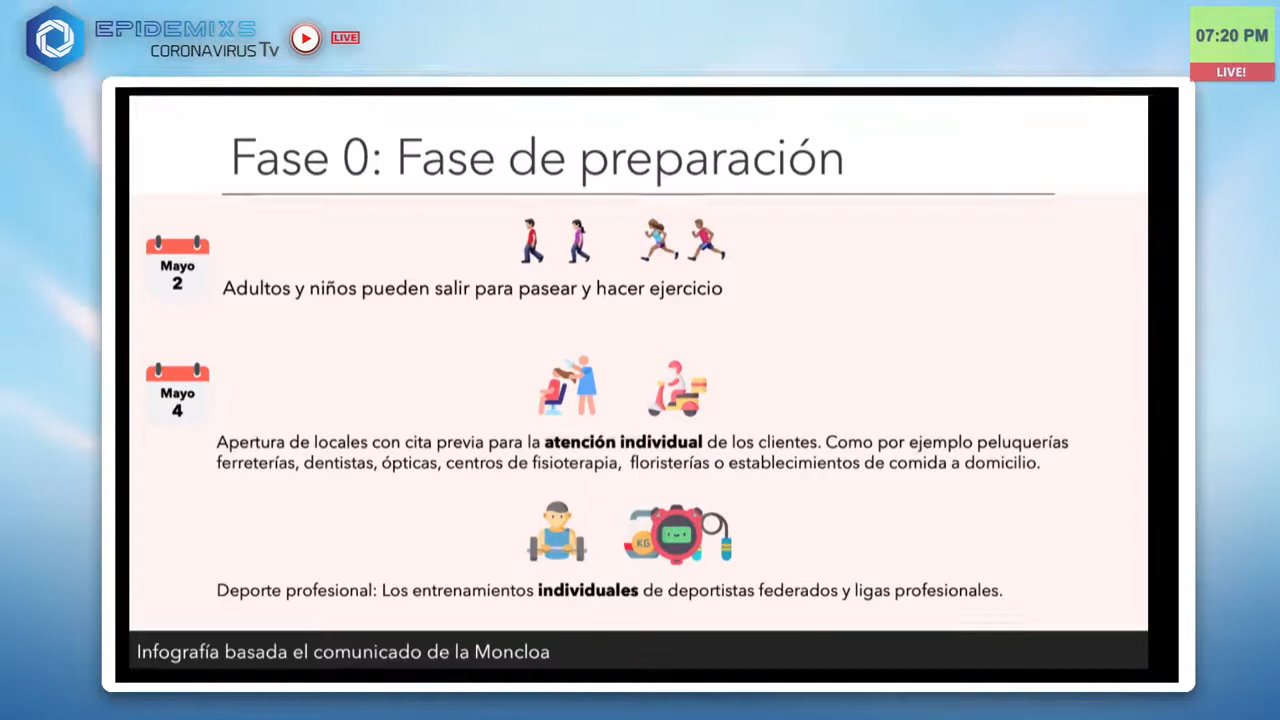 EPIDEMIXS
CORONAVIRUS Tv
LIVE
07:20 PM
LIVE!
Fase 0: Fase de preparación
Mayo
2
Adultos y niños pueden salir para pasear y hacer ejercicio
Mayo
4
Apertura de locales con cita previa para la atención individual de los clientes. Como por ejemplo peluquerías
ferreterías, dentistas, ópticas, centros de fisioterapia, floristerías o establecimientos de comida a domicilio.
KG
Deporte profesional: Los entrenamientos individuales de deportistas federados y ligas profesionales.
Infografía basada el comunicado de la Moncloa